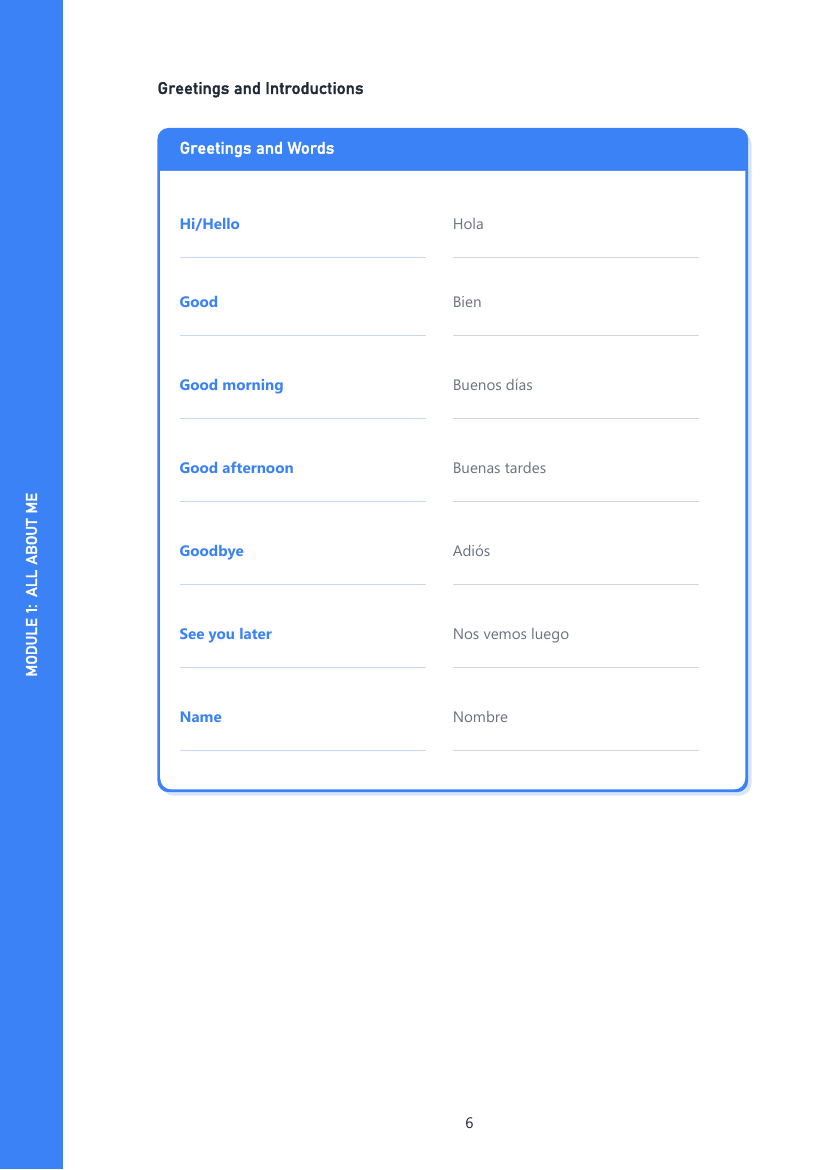 Greetings and Introductions
Greetings and Words
Hi/Hello Hola
Good Bien
Good morning Buenos días
Good afternoon Buenas tardes
Goodbye Adiós
See you later Nos vemos luego
Name Nombre
MODULE 1: ALL ABOUT ME
6